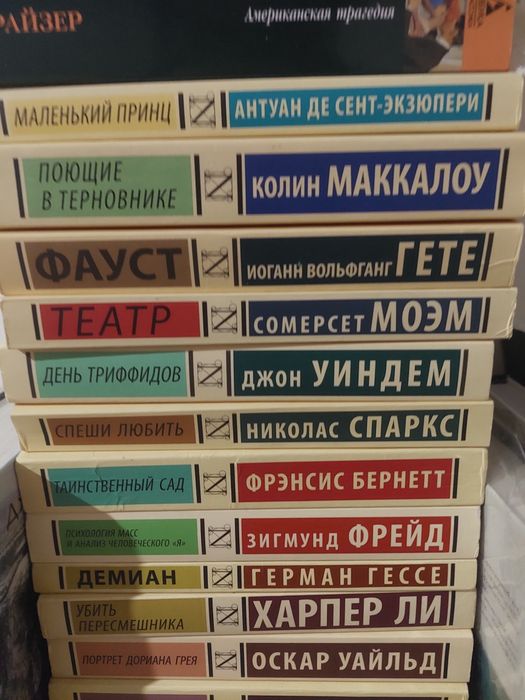 РАЙЗЕР Американская трагедия
МАЛЕНЬКИЙ ПРИНЦ АНТУАН ДЕ СЕНТ-ЭКЗЮПЕРИ
ПОЮЩИЕ
В ТЕРНОВНИКЕ КОЛИН МАККАЛОУ
ФАУСТ ИОГАНН ВОЛЬФГАНГ ГЕТЕ
ТЕАТР СОМЕРСЕТ МОЭМ
ДЕНЬ ТРИФФИДОВ ДЖОН УИНДЕМ
СПЕШИ ЛЮБИТЬ НИКОЛАС СПАРКС
ТАИНСТВЕННЫЙ САД ФРЭНСИС БЕРНЕТТ
ПСИХОЛОГИЯ МАСС
И АНАЛИЗ ЧЕЛОВЕЧЕСКОГО «Я» ЗИГМУНД ФРЕЙД
ДЕМИАН ГЕРМАН ГЕССЕ
УБИТЬ
ПЕРЕСМЕШНИКА ХАРПЕР ЛИ
ПОРТРЕТ ДОРИАНА ГРЕЯ ОСКАР УАЙЛЬД